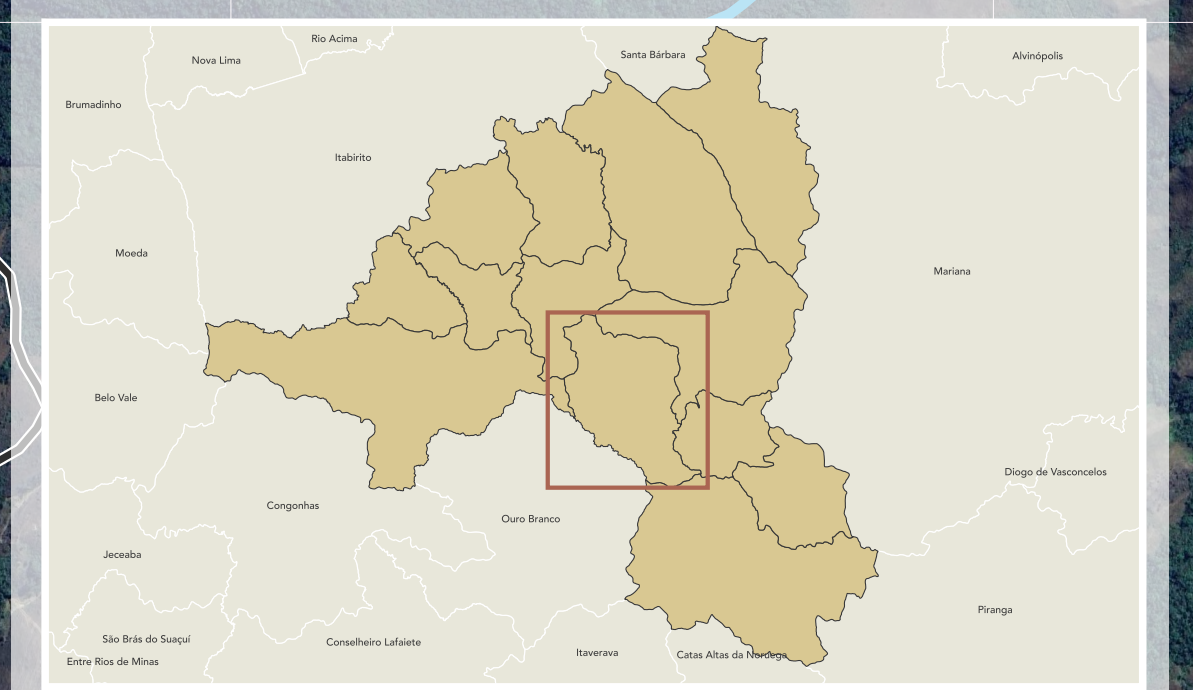 Rio Acima
Santa Bárbara
Alvinópolis
Nova Lima
Brumadinho
Itabirito
Moeda
Mariana
Belo Vale
Diogo de Vasconcelos
Congonhas
Ouro Branco
Jeceaba
Piranga
São Brás do Suaçuí
Conselheiro Lafaiete
Itaverava
Catas Altas da Noruega
Entre Rios de Minas